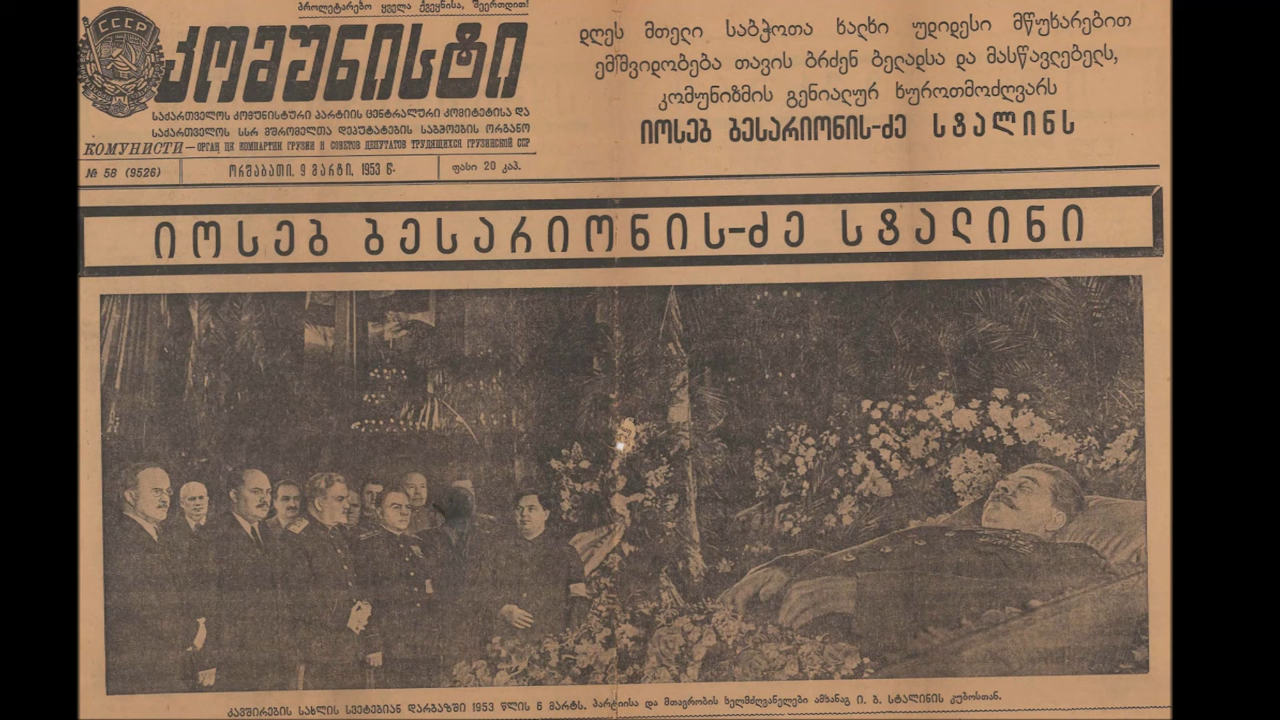 პროლეტარებო ყველა ქვეყნისა, შეერთდით!
СССР
კომუნისტი
საქართველოს კომუნისტური პარტიის ცენტრალური კომიტეტისა და
საქართველოს სსრ მშრომელთა დეპუტატების საბჭოების ორგანო
КОМУНИСТИ — ОРГАН ЦК КОМПАРТИИ ГРУЗИИ И СОВЕТОВ ДЕПУТАТОВ ТРУДЯЩИХСЯ ГРУЗИНСКОЙ ССР
№ 58 (9526)
ორშაბათი, 9 მარტი, 1953 წ.
ფასი 20 კაპ.
დღეს მთელი საბჭოთა ხალხი უდიდესი მწუხარებით
ემშვიდობება თავის ბრძენ ბელადსა და მასწავლებელს,
კომუნიზმის გენიალურ ხუროთმოძღვარს
იოსებ ბესარიონის-ძე სტალინს
იოსებ ბესარიონის-ძე სტალინი
კავშირების სახლის სვეტებიან დარბაზში 1953 წლის 6 მარტს. პარტიისა და მთავრობის ხელმძღვანელები ამხანაგ ი. ბ. სტალინის კუბოსთან.